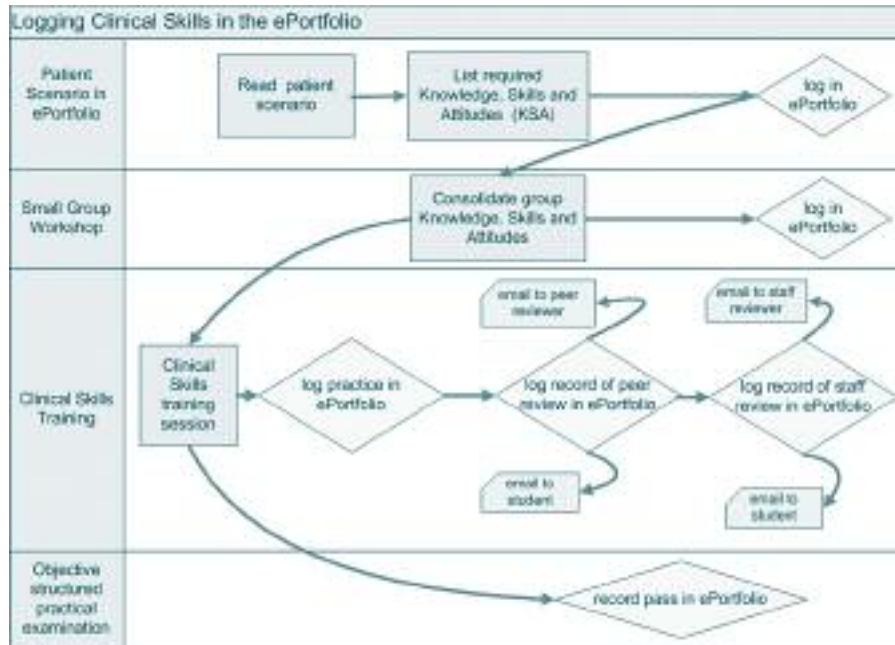 Logging Clinical Skills in the ePortfolio
Patient
Scenario in
ePortfolio
Read patient
scenario
List required
Knowledge, Skills and
Attitudes (KSA)
log in
ePortfolio
Small Group
Workshop
Consolidate group
Knowledge, Skills and
Attitudes
log in
ePortfolio
Clinical Skills
Training
Clinical
Skills
training
session
log practice in
ePortfolio
email to peer
reviewer
log record of peer
review in ePortfolio
email to
student
email to staff
reviewer
log record of staff
review in ePortfolio
email to
student
Objective
structured
practical
examination
record pass in ePortfolio